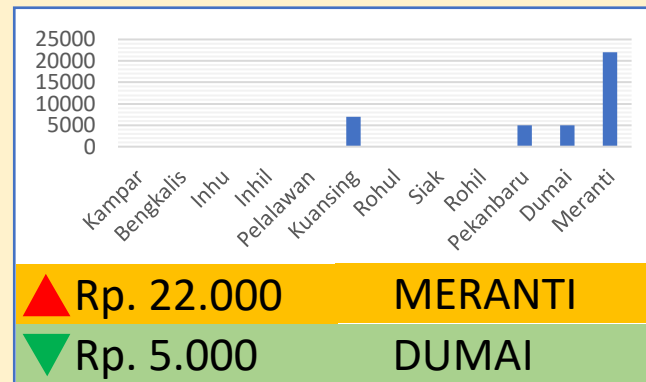 25000
20000
15000
10000
5000
0
Kampar
Bengkalis
Inhu
Inhil
Pelalawan
Kuansing
Rohul
Siak
Rohil
Pekanbaru
Dumai
Meranti
Rp. 22.000 MERANTI
Rp. 5.000 DUMAI